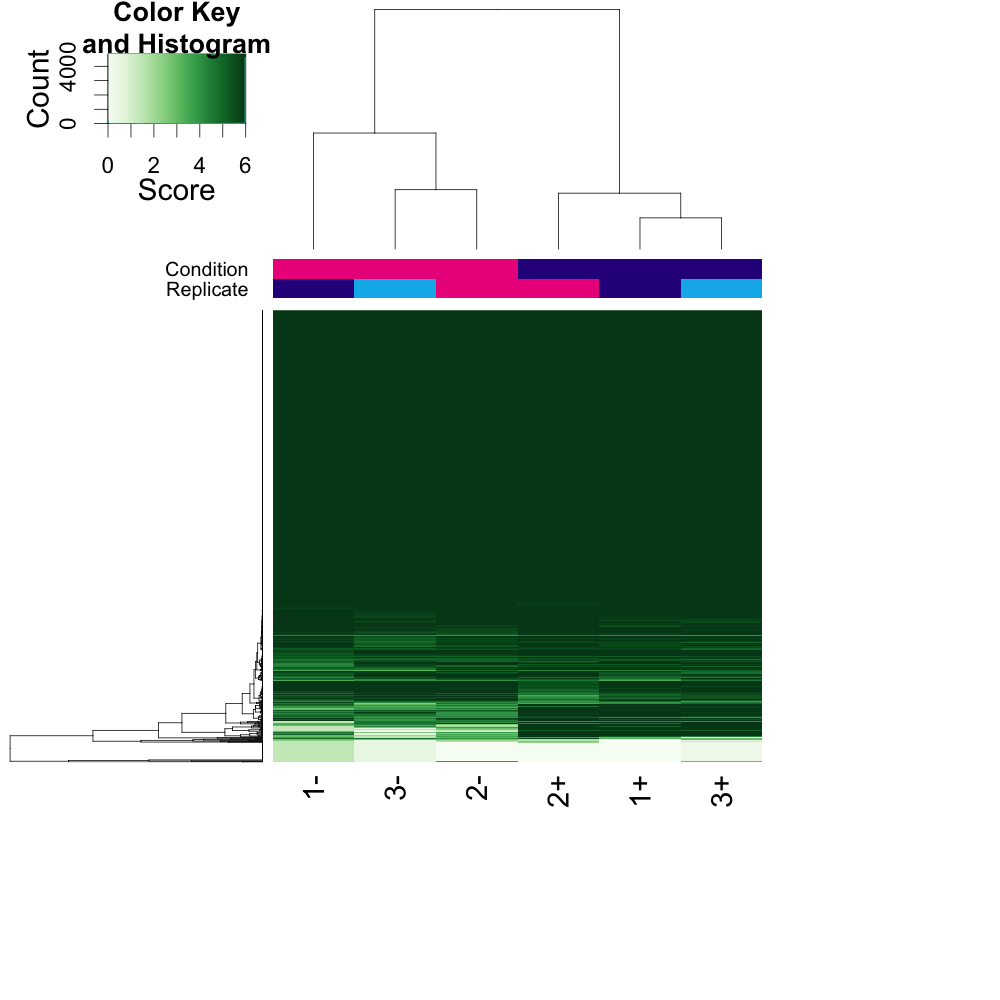 Color Key
and Histogram
Count
0 4000
0 2 4 6
Score
Condition
Replicate
1- 3- 2- 2+ 1+ 3+